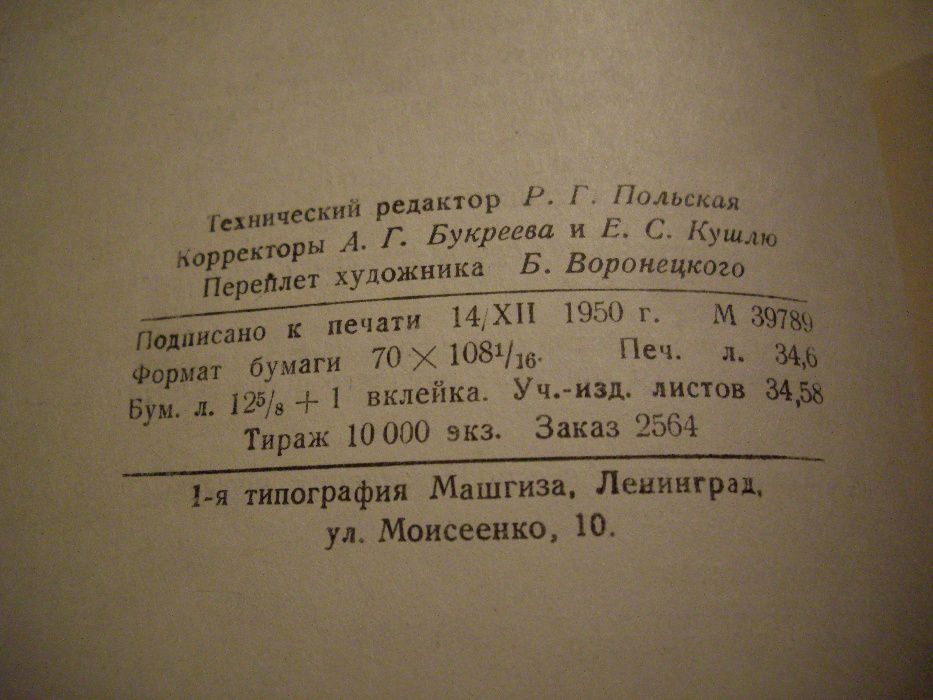 Технический редактор Р. Г. Польская
Корректоры А. Г. Букреева и Е. С. Кушлю
Переплет художника Б. Воронецкого
Подписано к печати 14/XII 1950 г. М 39789
Формат бумаги 70 × 108¹/₁₆. Печ. л. 34,6
Бум. л. 12⁵/₈ + 1 вклейка. Уч.-изд. листов 34,58
Тираж 10 000 экз. Заказ 2564
1-я типография Машгиза, Ленинград,
ул. Моисеенко, 10.